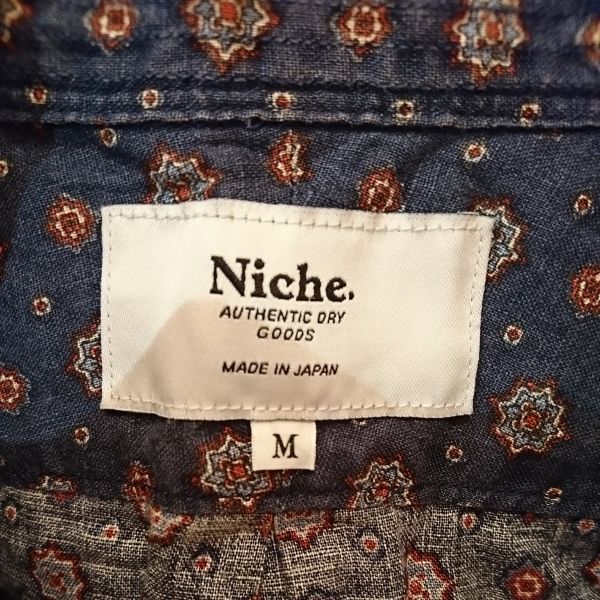 Niche.
AUTHENTIC DRY
GOODS
MADE IN JAPAN
M